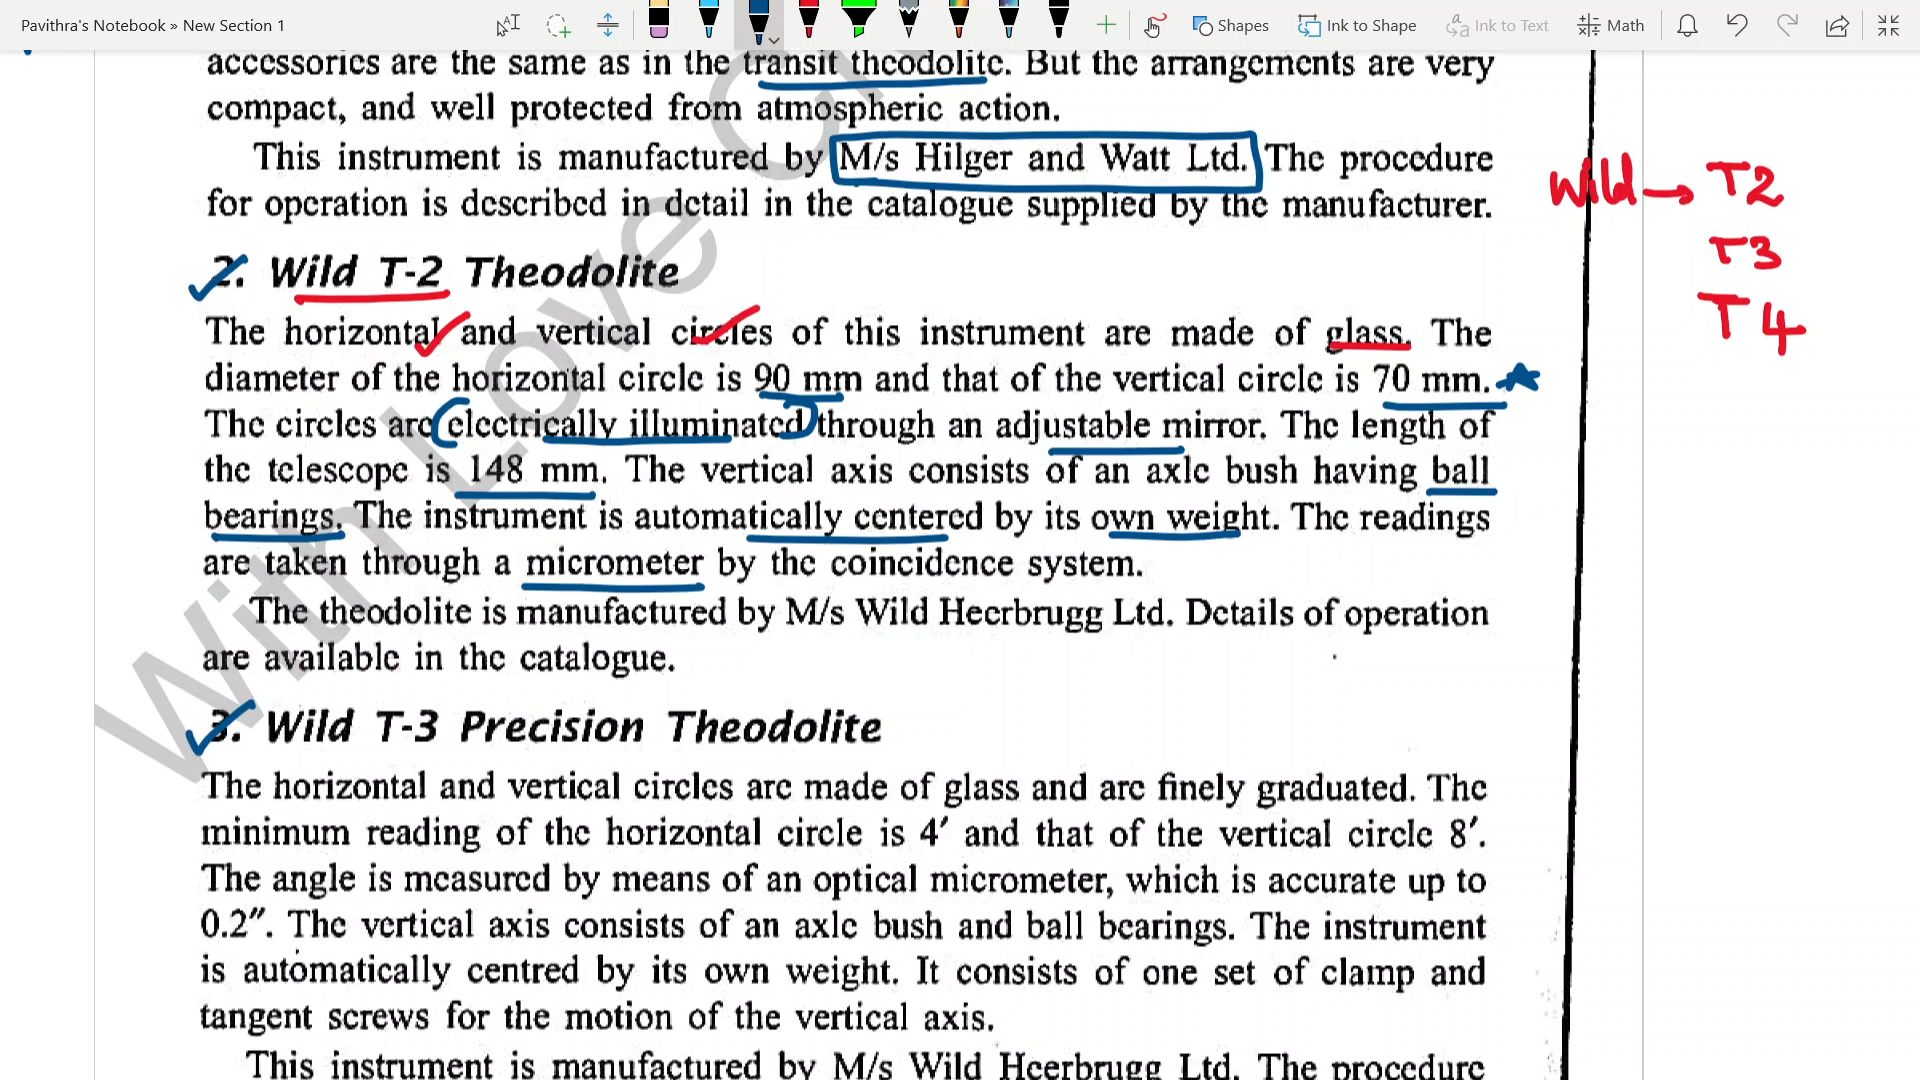 Pavithra's Notebook » New Section 1
Shapes
Ink to Shape
Ink to Text
Math
accessories are the same as in the transit theodolite. But the arrangements are very
compact, and well protected from atmospheric action.
This instrument is manufactured by M/s Hilger and Watt Ltd. The procedure
for operation is described in detail in the catalogue supplied by the manufacturer.
Wild → T2
T3
T4
2. Wild T-2 Theodolite
The horizontal and vertical circles of this instrument are made of glass. The
diameter of the horizontal circle is 90 mm and that of the vertical circle is 70 mm.
The circles are electrically illuminated through an adjustable mirror. The length of
the telescope is 148 mm. The vertical axis consists of an axle bush having ball
bearings. The instrument is automatically centered by its own weight. The readings
are taken through a micrometer by the coincidence system.
The theodolite is manufactured by M/s Wild Heerbrugg Ltd. Details of operation
are available in the catalogue.
3. Wild T-3 Precision Theodolite
The horizontal and vertical circles are made of glass and are finely graduated. The
minimum reading of the horizontal circle is 4′ and that of the vertical circle 8′.
The angle is measured by means of an optical micrometer, which is accurate up to
0.2″. The vertical axis consists of an axle bush and ball bearings. The instrument
is automatically centred by its own weight. It consists of one set of clamp and
tangent screws for the motion of the vertical axis.
This instrument is manufactured by M/s Wild Heerbrugg Ltd. The procedure
With Love